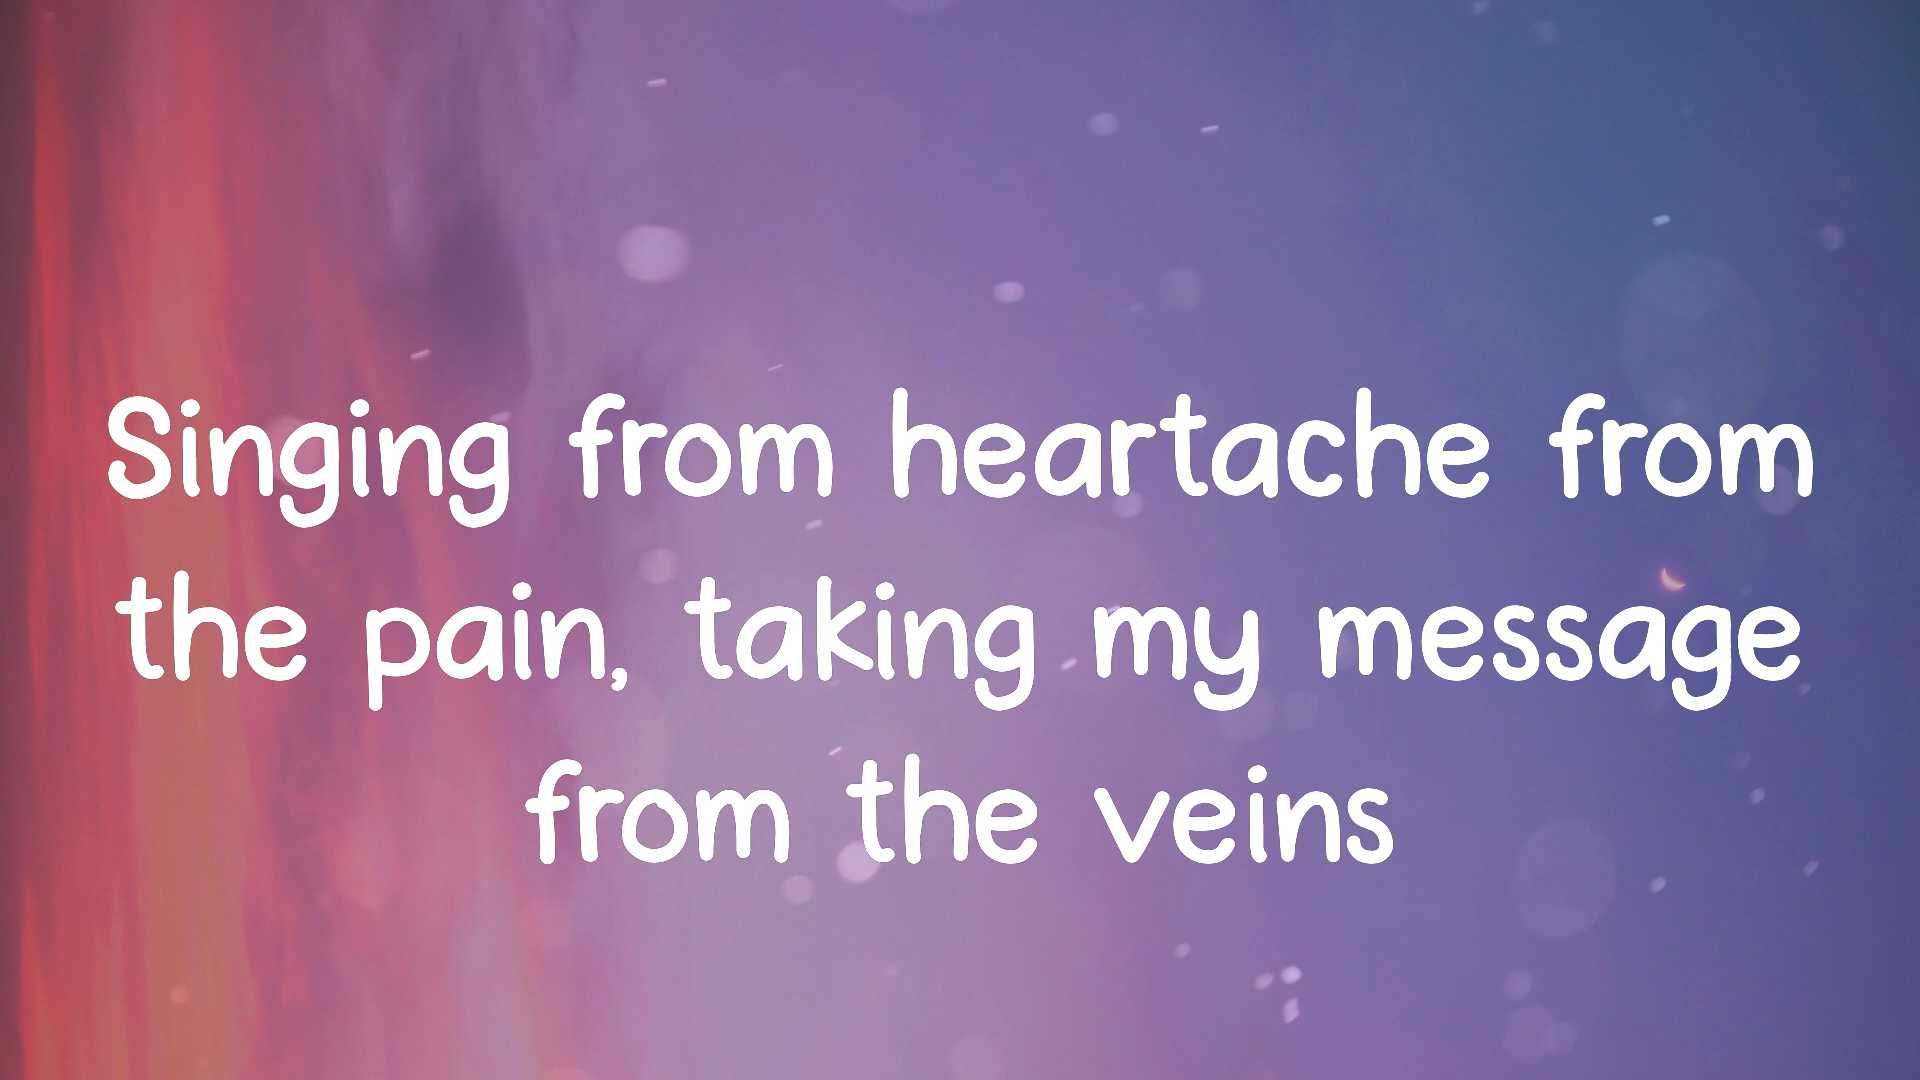 Singing from heartache from
the pain, taking my message
from the veins